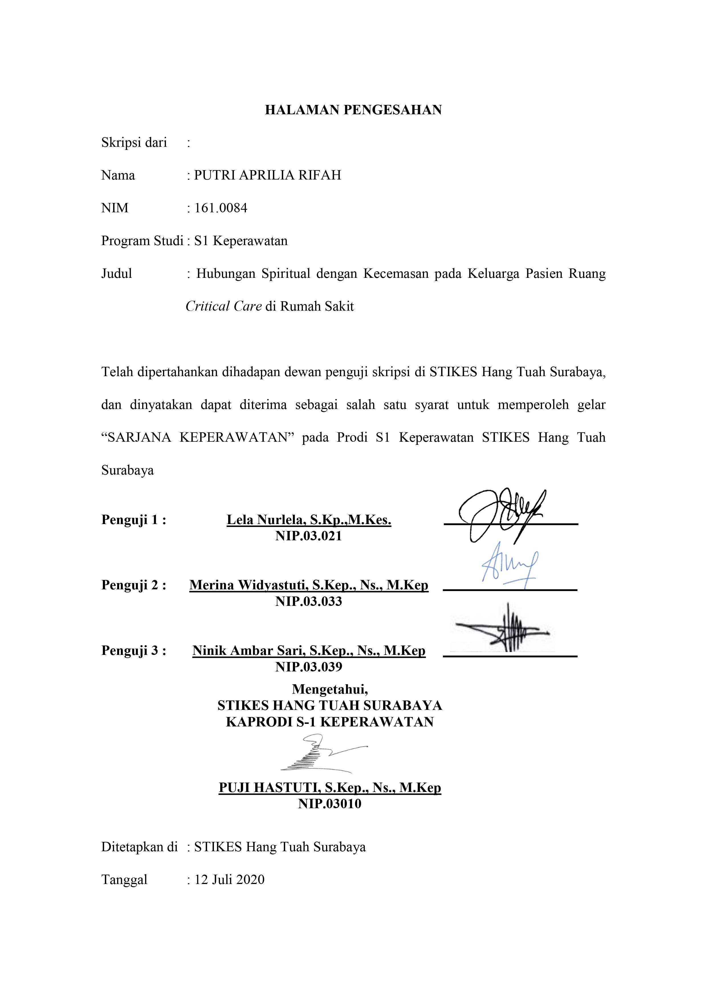 HALAMAN PENGESAHAN
Skripsi dari :
Nama : PUTRI APRILIA RIFAH
NIM : 161.0084
Program Studi : S1 Keperawatan
Judul : Hubungan Spiritual dengan Kecemasan pada Keluarga Pasien Ruang
Critical Care di Rumah Sakit
Telah dipertahankan dihadapan dewan penguji skripsi di STIKES Hang Tuah Surabaya,
dan dinyatakan dapat diterima sebagai salah satu syarat untuk memperoleh gelar
“SARJANA KEPERAWATAN” pada Prodi S1 Keperawatan STIKES Hang Tuah
Surabaya
Penguji 1 : Lela Nurlela, S.Kp.,M.Kes.
NIP.03.021
Penguji 2 : Merina Widyastuti, S.Kep., Ns., M.Kep
NIP.03.033
Penguji 3 : Ninik Ambar Sari, S.Kep., Ns., M.Kep
NIP.03.039
Mengetahui,
STIKES HANG TUAH SURABAYA
KAPRODI S-1 KEPERAWATAN
PUJI HASTUTI, S.Kep., Ns., M.Kep
NIP.03010
Ditetapkan di : STIKES Hang Tuah Surabaya
Tanggal : 12 Juli 2020